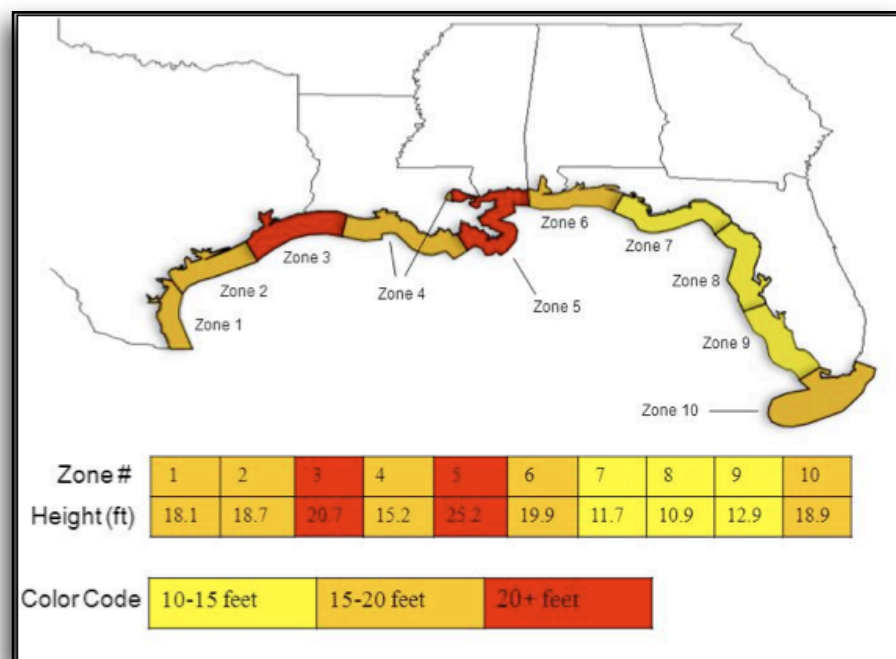 Zone 6
Zone 7
Zone 3
Zone 4
Zone 8
Zone 2
Zone 5
Zone 1
Zone 9
Zone 10
Zone # 1 2 3 4 5 6 7 8 9 10
Height (ft) 18.1 18.7 20.7 15.2 25.2 19.9 11.7 10.9 12.9 18.9
Color Code 10-15 feet 15-20 feet 20+ feet